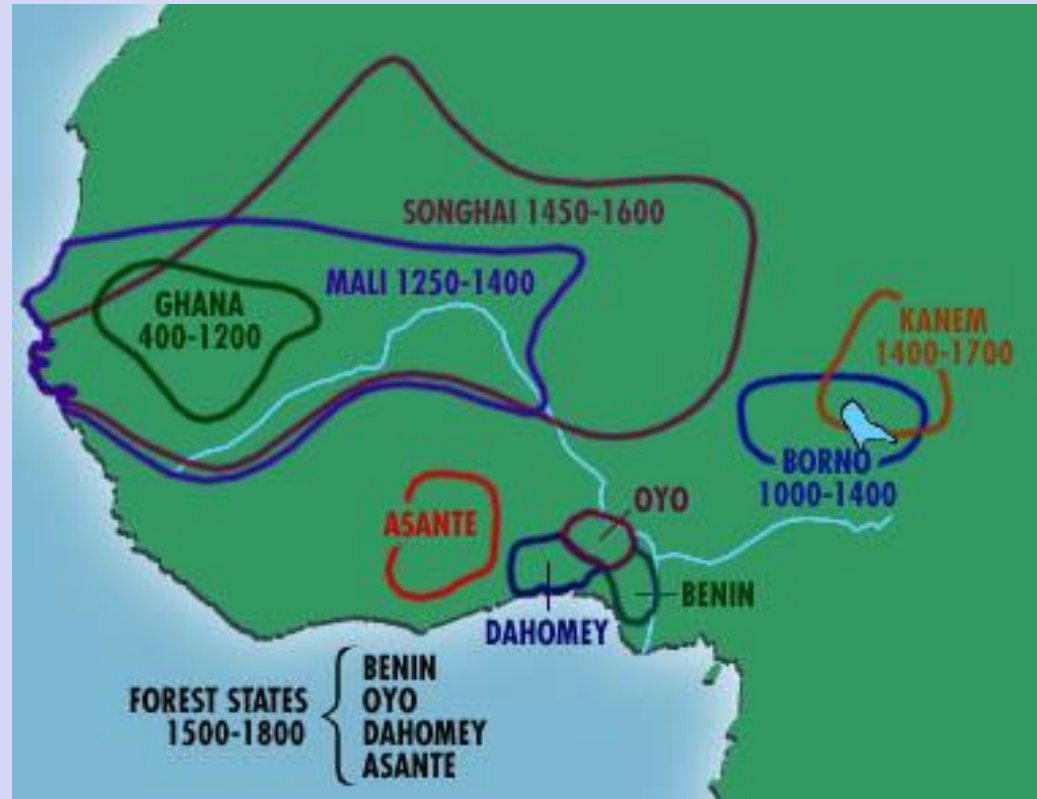 SONGHAI 1450-1600
MALI 1250-1400
GHANA
400-1200
KANEM
1400-1700
BORNO
1000-1400
OYO
ASANTE
BENIN
DAHOMEY
FOREST STATES
1500-1800
BENIN
OYO
DAHOMEY
ASANTE